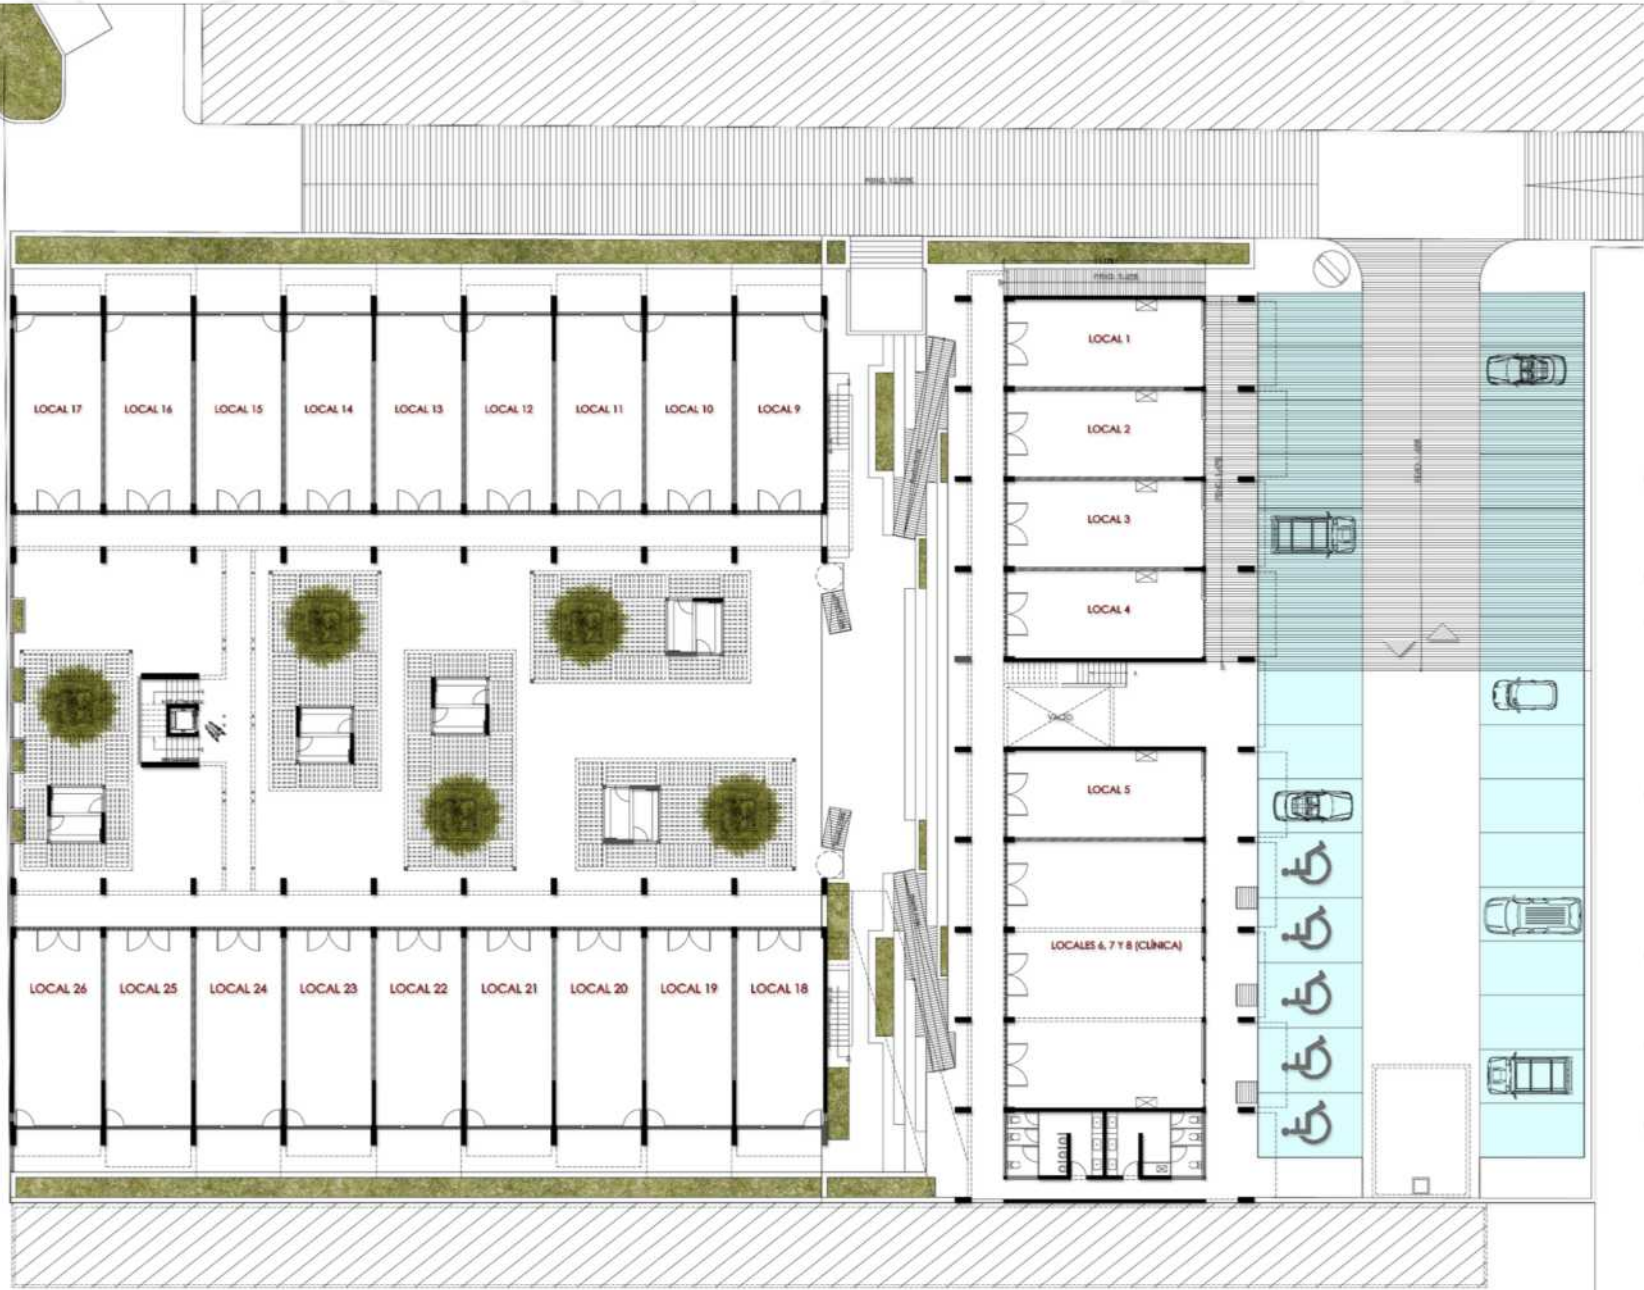 LOCAL 1
LOCAL 17
LOCAL 16
LOCAL 15
LOCAL 14
LOCAL 13
LOCAL 12
LOCAL 11
LOCAL 10
LOCAL 9
LOCAL 2
LOCAL 3
LOCAL 4
VACIO
LOCAL 5
LOCALES 6, 7 Y 8 (CLÍNICA)
LOCAL 26
LOCAL 25
LOCAL 24
LOCAL 23
LOCAL 22
LOCAL 21
LOCAL 20
LOCAL 19
LOCAL 18